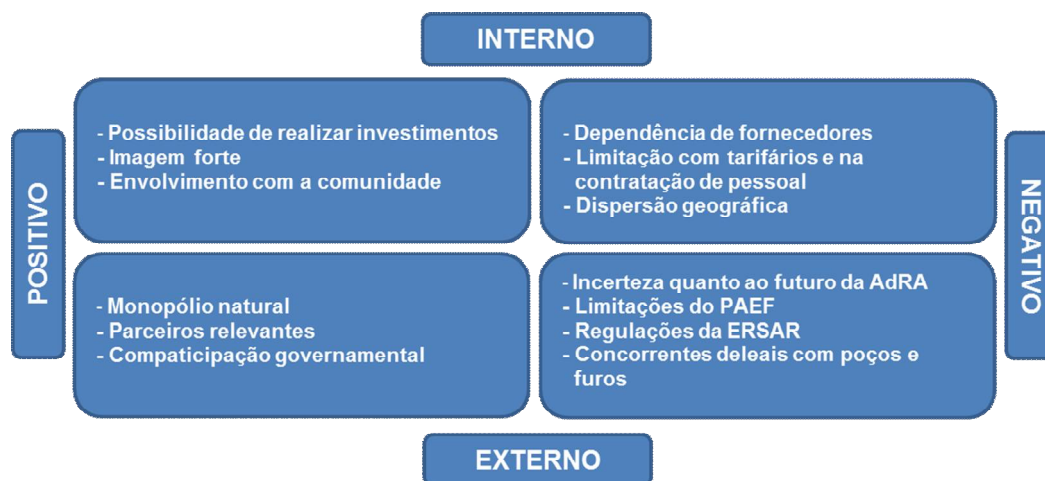 INTERNO
POSITIVO
- Possibilidade de realizar investimentos
- Imagem forte
- Envolvimento com a comunidade
- Dependência de fornecedores
- Limitação com tarifários e na
contratação de pessoal
- Dispersão geográfica
NEGATIVO
- Monopólio natural
- Parceiros relevantes
- Compaticipação governamental
- Incerteza quanto ao futuro da AdRA
- Limitações do PAEF
- Regulações da ERSAR
- Concorrentes deleais com poços e
furos
EXTERNO